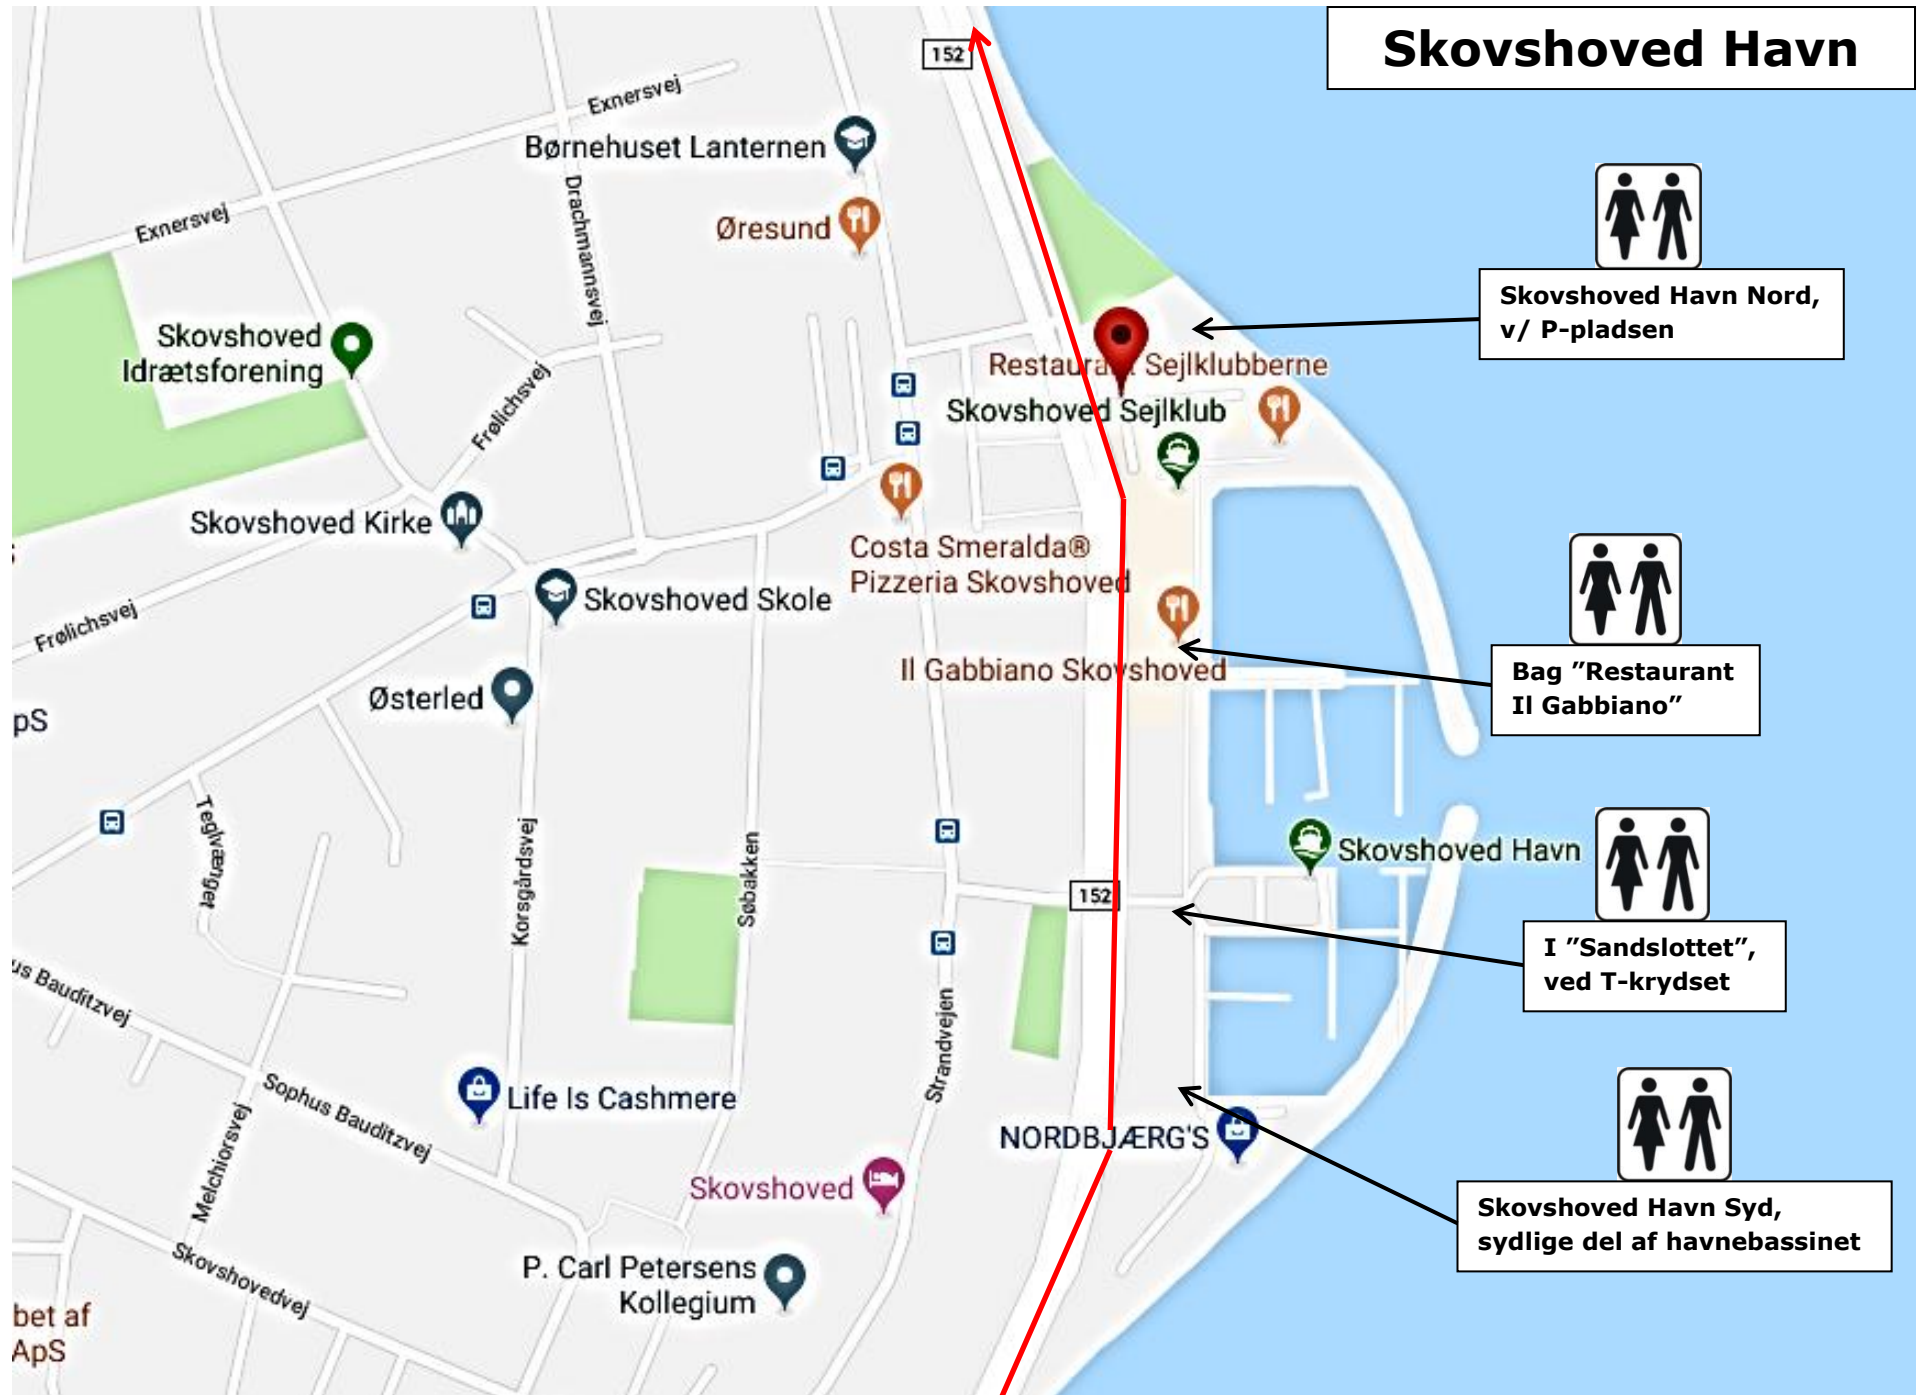 Skovshoved Havn
152
Exnersvej
Børnehuset Lanternen
Drachmannsvej
Exnersvej
Øresund
Skovshoved Havn Nord,
v/ P-pladsen
Skovshoved
Idrætsforening
Frølichsvej
Restaurant Sejlklubberne
Skovshoved Sejlklub
Skovshoved Kirke
Costa Smeralda®
Pizzeria Skovshoved
Skovshoved Skole
Frølichsvej
Il Gabbiano Skovshoved
Bag ”Restaurant
Il Gabbiano”
Østerled
pS
Teglvænget
Korsgårdsvej
Søbakken
Skovshoved Havn
152
I ”Sandslottet”,
ved T-krydset
us Bauditzvej
Strandvejen
Life Is Cashmere
Sophus Bauditzvej
NORDBJÆRG'S
Melchiorsvej
Skovshoved
Skovshoved Havn Syd,
sydlige del af havnebassinet
Skovshovedvej
P. Carl Petersens
Kollegium
bet af
ApS